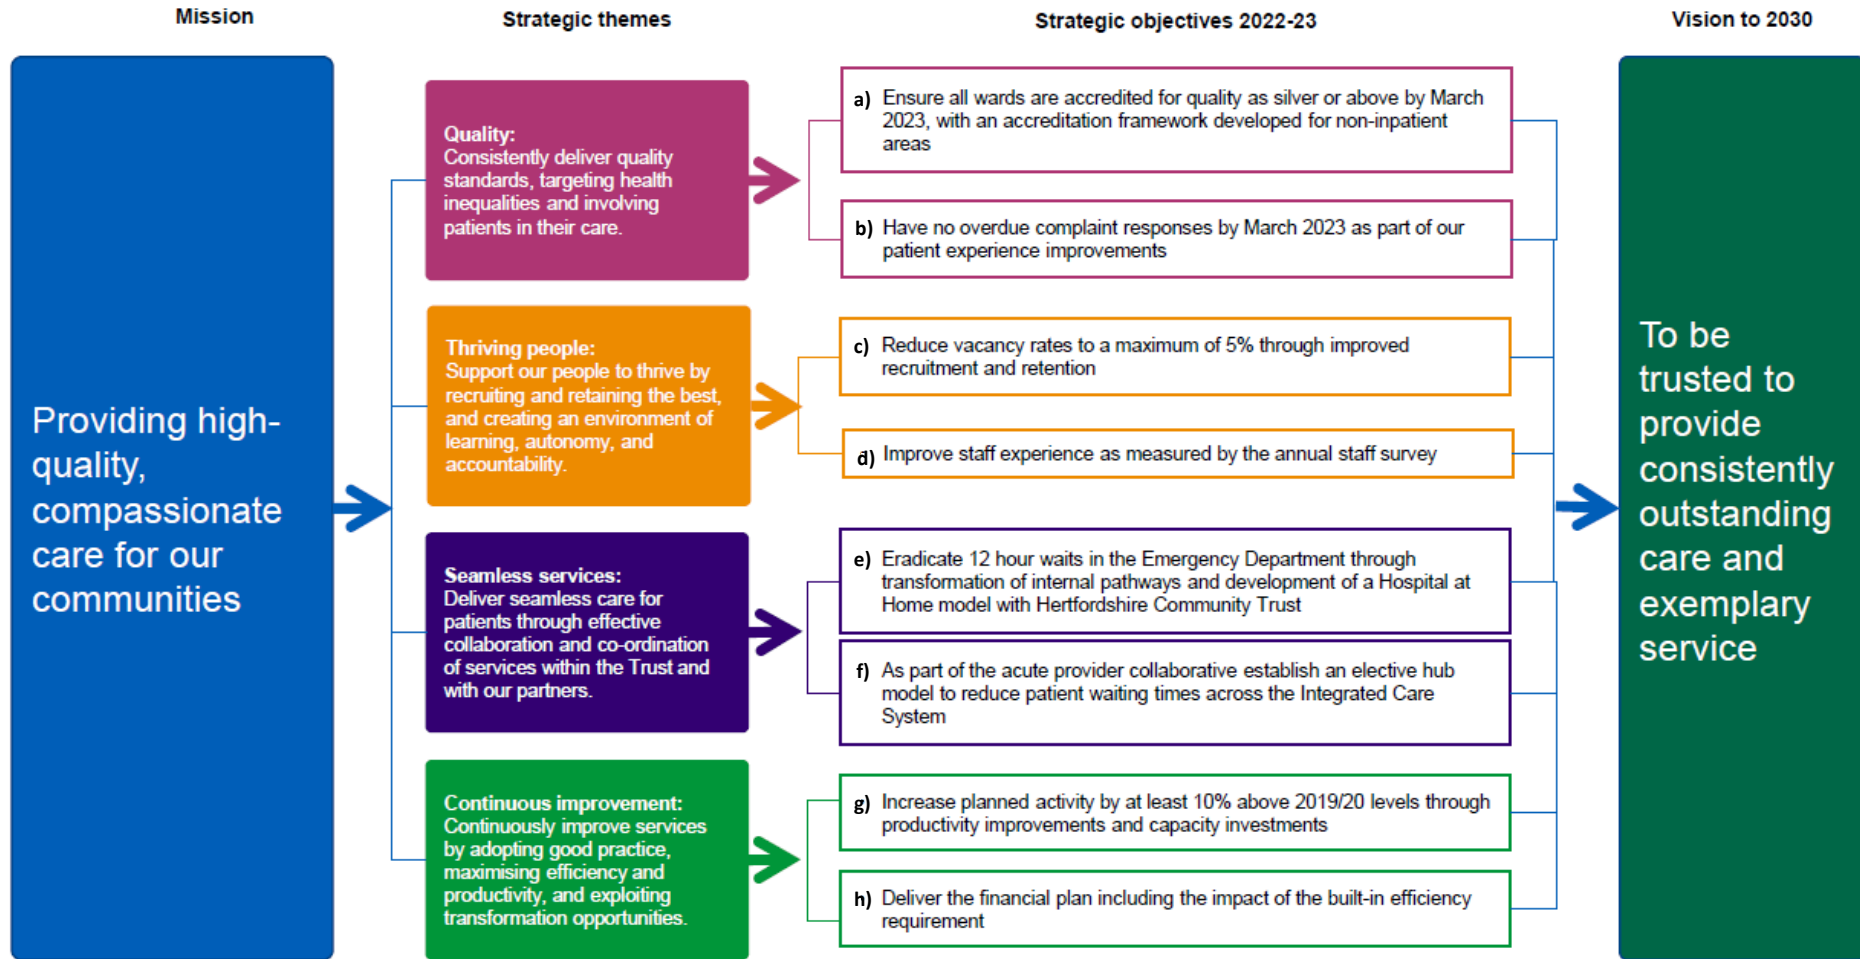 Mission
Strategic themes
Strategic objectives 2022-23
Vision to 2030
Providing high-
quality,
compassionate
care for our
communities
Quality:
Consistently deliver quality
standards, targeting health
inequalities and involving
patients in their care.
a) Ensure all wards are accredited for quality as silver or above by March
2023, with an accreditation framework developed for non-inpatient
areas
b) Have no overdue complaint responses by March 2023 as part of our
patient experience improvements
Thriving people:
Support our people to thrive by
recruiting and retaining the best,
and creating an environment of
learning, autonomy, and
accountability.
c) Reduce vacancy rates to a maximum of 5% through improved
recruitment and retention
d) Improve staff experience as measured by the annual staff survey
Seamless services:
Deliver seamless care for
patients through effective
collaboration and co-ordination
of services within the Trust and
with our partners.
e) Eradicate 12 hour waits in the Emergency Department through
transformation of internal pathways and development of a Hospital at
Home model with Hertfordshire Community Trust
f) As part of the acute provider collaborative establish an elective hub
model to reduce patient waiting times across the Integrated Care
System
Continuous improvement:
Continuously improve services
by adopting good practice,
maximising efficiency and
productivity, and exploiting
transformation opportunities.
g) Increase planned activity by at least 10% above 2019/20 levels through
productivity improvements and capacity investments
h) Deliver the financial plan including the impact of the built-in efficiency
requirement
To be
trusted to
provide
consistently
outstanding
care and
exemplary
service